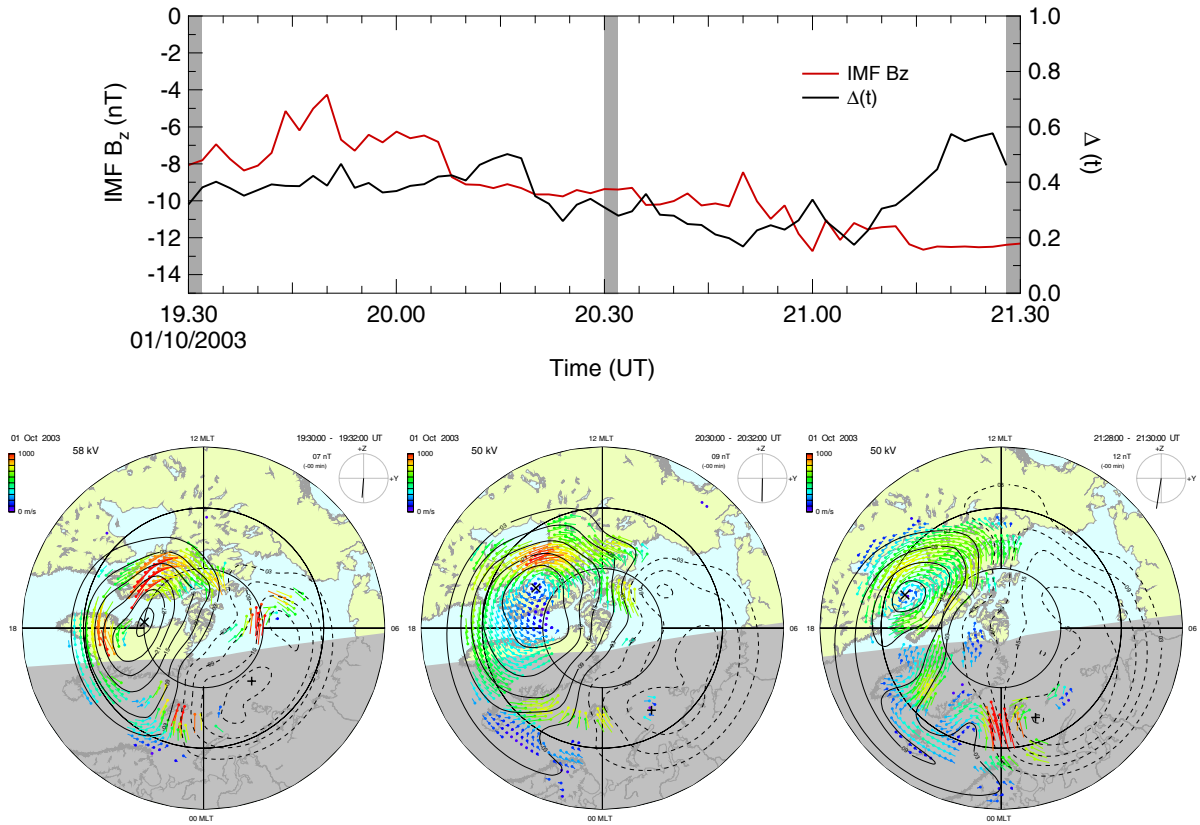 0
-2
-4
-6
-8
-10
-12
-14
IMF Bz (nT)
1.0
0.8
0.6
0.4
0.2
0.0
Δ (t)
IMF Bz
Δ(t)
19.30 20.00 20.30 21.00 21.30
01/10/2003
Time (UT)
01 Oct 2003
58 kV
12 MLT
19:30:00 - 19:32:00 UT
1000
0 m/s
07 nT
(-00 min)
+Z
+Y
18
06
00 MLT
01 Oct 2003
50 kV
12 MLT
20:30:00 - 20:32:00 UT
1000
0 m/s
09 nT
(-00 min)
+Z
+Y
18
06
00 MLT
01 Oct 2003
50 kV
12 MLT
21:28:00 - 21:30:00 UT
1000
0 m/s
12 nT
(-00 min)
+Z
+Y
18
06
00 MLT